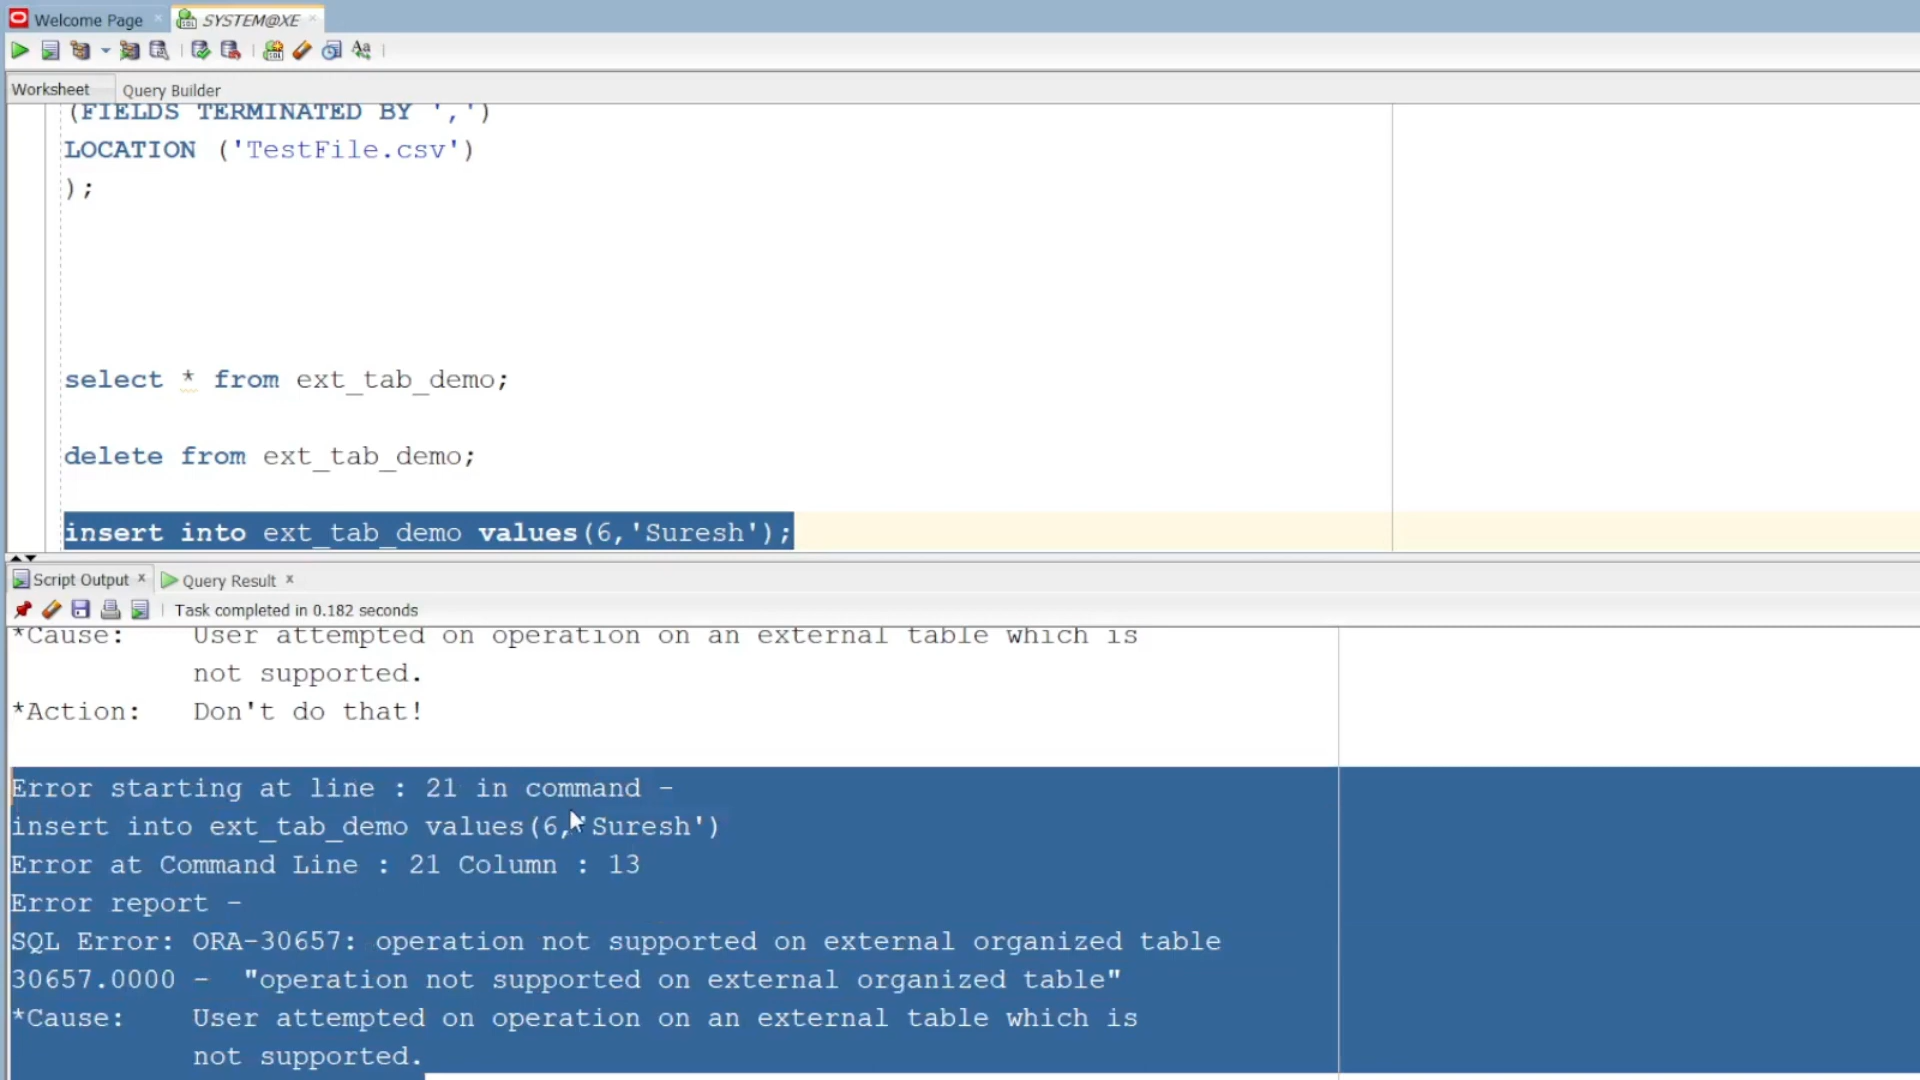 Welcome Page
SYSTEM@XE
Worksheet
Query Builder
(FIELDS TERMINATED BY ',')
LOCATION ('TestFile.csv')
);
select * from ext_tab_demo;
delete from ext_tab_demo;
insert into ext_tab_demo values(6,'Suresh');
Script Output
Query Result
Task completed in 0.182 seconds
*Cause: User attempted on operation on an external table which is
not supported.
*Action: Don't do that!
Error starting at line : 21 in command -
insert into ext_tab_demo values(6,'Suresh')
Error at Command Line : 21 Column : 13
Error report -
SQL Error: ORA-30657: operation not supported on external organized table
30657.0000 - "operation not supported on external organized table"
*Cause: User attempted on operation on an external table which is
not supported.